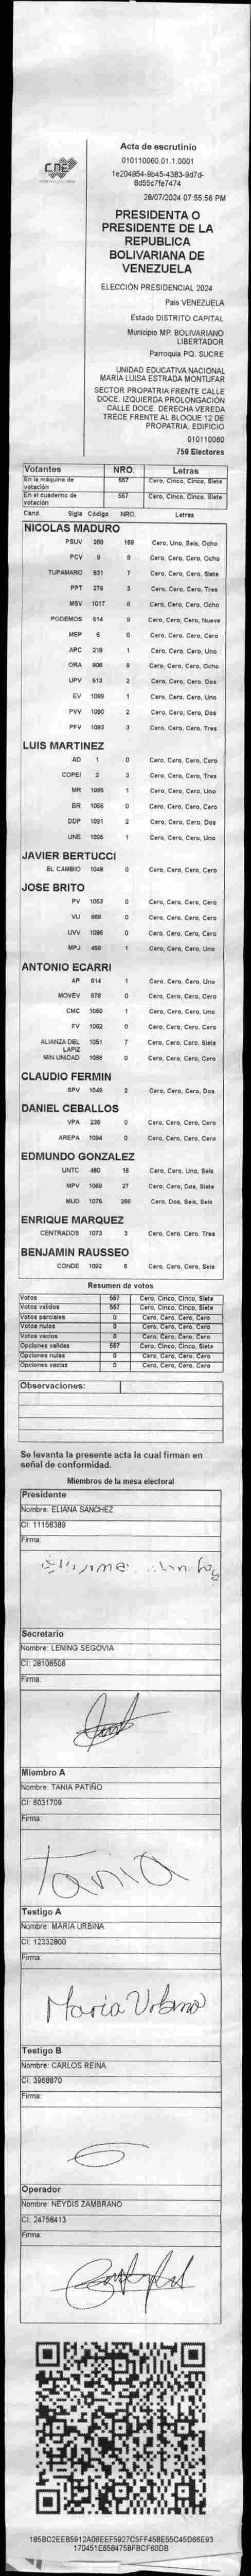 CNE
Acta de escrutinio
010110060.01.1.0001
1e204954-9b45-4383-9d7d-
8d55c7fe7474
28/07/2024 07:55:56 PM
PRESIDENTA O
PRESIDENTE DE LA
REPUBLICA
BOLIVARIANA DE
VENEZUELA
ELECCIÓN PRESIDENCIAL 2024
Pais VENEZUELA
Estado DISTRITO CAPITAL
Municipio MP. BOLIVARIANO
LIBERTADOR
Parroquia PQ. SUCRE
UNIDAD EDUCATIVA NACIONAL
MARIA LUISA ESTRADA MONTUFAR
SECTOR PROPATRIA FRENTE CALLE
DOCE. IZQUIERDA PROLONGACIÓN
CALLE DOCE. DERECHA VEREDA
TRECE FRENTE AL BLOQUE 12 DE
PROPATRIA. EDIFICIO
010110060
759 Electores
Votantes NRO. Letras
En la máquina de votación 557 Cero, Cinco, Cinco, Siete
En el cuaderno de votación 557 Cero, Cinco, Cinco, Siete
Cand. Sigla Código NRO. Letras
NICOLAS MADURO
PSUV 269 168 Cero, Uno, Seis, Ocho
PCV 9 8 Cero, Cero, Cero, Ocho
TUPAMARO 931 7 Cero, Cero, Cero, Siete
PPT 276 3 Cero, Cero, Cero, Tres
MSV 1017 8 Cero, Cero, Cero, Ocho
PODEMOS 514 9 Cero, Cero, Cero, Nueve
MEP 6 0 Cero, Cero, Cero, Cero
APC 219 1 Cero, Cero, Cero, Uno
ORA 906 8 Cero, Cero, Cero, Ocho
UPV 513 2 Cero, Cero, Cero, Dos
EV 1089 1 Cero, Cero, Cero, Uno
PVV 1090 2 Cero, Cero, Cero, Dos
PFV 1093 3 Cero, Cero, Cero, Tres
LUIS MARTINEZ
AD 1 0 Cero, Cero, Cero, Cero
COPEI 2 3 Cero, Cero, Cero, Tres
MR 1065 1 Cero, Cero, Cero, Uno
BR 1066 0 Cero, Cero, Cero, Cero
DDP 1091 2 Cero, Cero, Cero, Dos
UNE 1095 1 Cero, Cero, Cero, Uno
JAVIER BERTUCCI
EL CAMBIO 1048 0 Cero, Cero, Cero, Cero
JOSE BRITO
PV 1053 0 Cero, Cero, Cero, Cero
VU 868 0 Cero, Cero, Cero, Cero
UVV 1096 0 Cero, Cero, Cero, Cero
MPJ 458 1 Cero, Cero, Cero, Uno
ANTONIO ECARRI
AP 814 1 Cero, Cero, Cero, Uno
MOVEV 878 0 Cero, Cero, Cero, Cero
CMC 1050 1 Cero, Cero, Cero, Uno
FV 1062 0 Cero, Cero, Cero, Cero
ALIANZA DEL LAPIZ 1051 7 Cero, Cero, Cero, Siete
MIN UNIDAD 1058 0 Cero, Cero, Cero, Cero
CLAUDIO FERMIN
SPV 1049 2 Cero, Cero, Cero, Dos
DANIEL CEBALLOS
VPA 236 0 Cero, Cero, Cero, Cero
AREPA 1094 0 Cero, Cero, Cero, Cero
EDMUNDO GONZALEZ
UNTC 480 16 Cero, Cero, Uno, Seis
MPV 1069 27 Cero, Cero, Dos, Siete
MUD 1076 266 Cero, Dos, Seis, Seis
ENRIQUE MARQUEZ
CENTRADOS 1073 3 Cero, Cero, Cero, Tres
BENJAMIN RAUSSEO
CONDE 1092 6 Cero, Cero, Cero, Seis
Resumen de votos
Votos 557 Cero, Cinco, Cinco, Siete
Votos validos 557 Cero, Cinco, Cinco, Siete
Votos parciales 0 Cero, Cero, Cero, Cero
Votos nulos 0 Cero, Cero, Cero, Cero
Votos vacios 0 Cero, Cero, Cero, Cero
Opciones validas 557 Cero, Cinco, Cinco, Siete
Opciones nulas 0 Cero, Cero, Cero, Cero
Opciones vacias 0 Cero, Cero, Cero, Cero
Observaciones:
Se levanta la presente acta la cual firman en
señal de conformidad.
Miembros de la mesa electoral
Presidente
Nombre: ELIANA SANCHEZ
CI: 11158389
Firma:
Secretario
Nombre: LENING SEGOVIA
CI: 28106506
Firma:
Miembro A
Nombre: TANIA PATIÑO
CI: 6031709
Firma:
Tania
Testigo A
Nombre: MARIA URBINA
CI: 12332600
Firma:
Maria Urbina
Testigo B
Nombre: CARLOS REINA
CI: 3968870
Firma:
Operador
Nombre: NEYDIS ZAMBRANO
CI: 24758413
Firma:
185BC2EEB5912A06EEF5927C5FF458E55C45D66E93
170451E6584758FBCF60DB